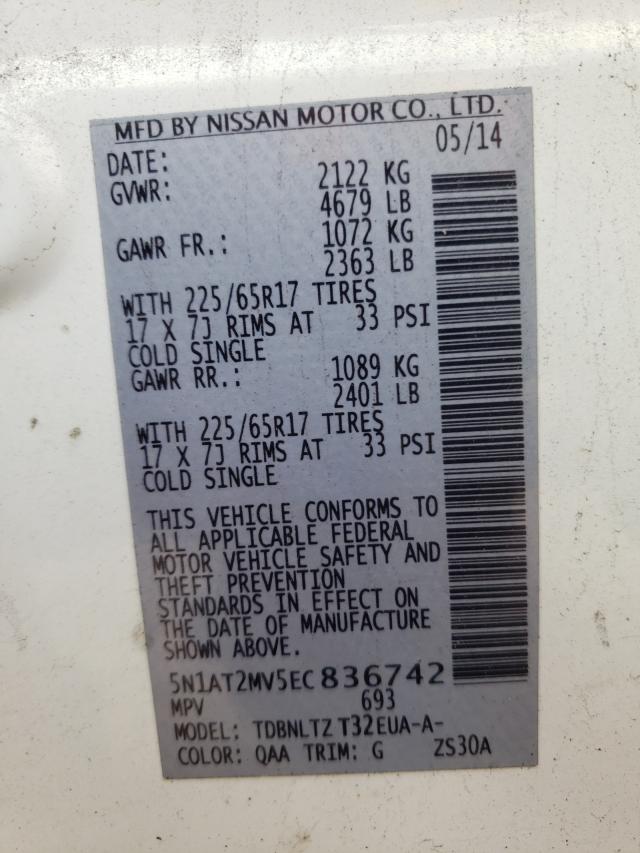 MFD BY NISSAN MOTOR CO., LTD.
DATE: 05/14
GVWR: 2122 KG
4679 LB
GAWR FR.: 1072 KG
2363 LB
WITH 225/65R17 TIRES
17 X 7J RIMS AT 33 PSI
COLD SINGLE
GAWR RR.: 1089 KG
2401 LB
WITH 225/65R17 TIRES
17 X 7J RIMS AT 33 PSI
COLD SINGLE
THIS VEHICLE CONFORMS TO
ALL APPLICABLE FEDERAL
MOTOR VEHICLE SAFETY AND
THEFT PREVENTION
STANDARDS IN EFFECT ON
THE DATE OF MANUFACTURE
SHOWN ABOVE.
5N1AT2MV5EC836742
MPV 693
MODEL: TDBNLTZ T32EUA-A-
COLOR: QAA TRIM: G ZS30A